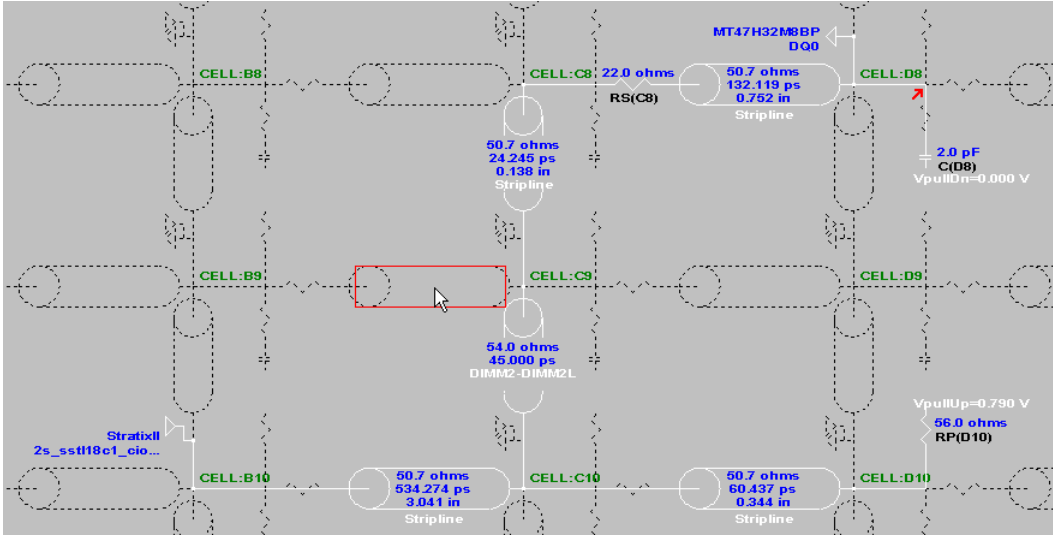 MT47H32M8BP
DQ0
CELL:B8
CELL:C8
22.0 ohms
RS(C8)
50.7 ohms
132.119 ps
0.752 in
Stripline
CELL:D8
50.7 ohms
24.245 ps
0.138 in
Stripline
2.0 pF
C(D8)
VpullDn=0.000 V
CELL:B9
CELL:C9
CELL:D9
54.0 ohms
45.000 ps
DIMM2-DIMM2L
VpullUp=0.790 V
56.0 ohms
RP(D10)
StratixII
2s_sstl18c1_cio...
CELL:B10
50.7 ohms
534.274 ps
3.041 in
Stripline
CELL:C10
50.7 ohms
60.437 ps
0.344 in
Stripline
CELL:D10